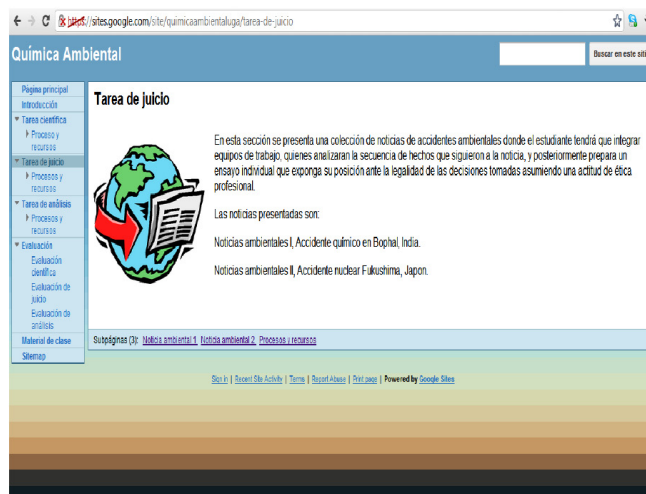 https://sites.google.com/site/quimicaambientaluga/tarea-de-juicio
Química Ambiental
Buscar en este siti
Página principal
Introducción
Tarea científica
Proceso y
recursos
Tarea de juicio
Procesos y
recursos
Tarea de análisis
Procesos y
recursos
Evaluación
Evaluación
científica
Evaluación de
juicio
Evaluación de
análisis
Material de clase
Sitemap
Tarea de juicio
En esta sección se presenta una colección de noticias de accidentes ambientales donde el estudiante tendrá que integrar
equipos de trabajo, quienes analizaran la secuencia de hechos que siguieron a la noticia, y posteriormente prepara un
ensayo individual que exponga su posición ante la legalidad de las decisiones tomadas asumiendo una actitud de ética
profesional.
Las noticias presentadas son:
Noticias ambientales I, Accidente químico en Bophal, India.
Noticias ambientales II, Accidente nuclear Fukushima, Japon.
Subpáginas (3): Noticia ambiental 1 Noticia ambiental 2 Procesos y recursos
Sign in | Recent Site Activity | Terms | Report Abuse | Print page | Powered by Google Sites